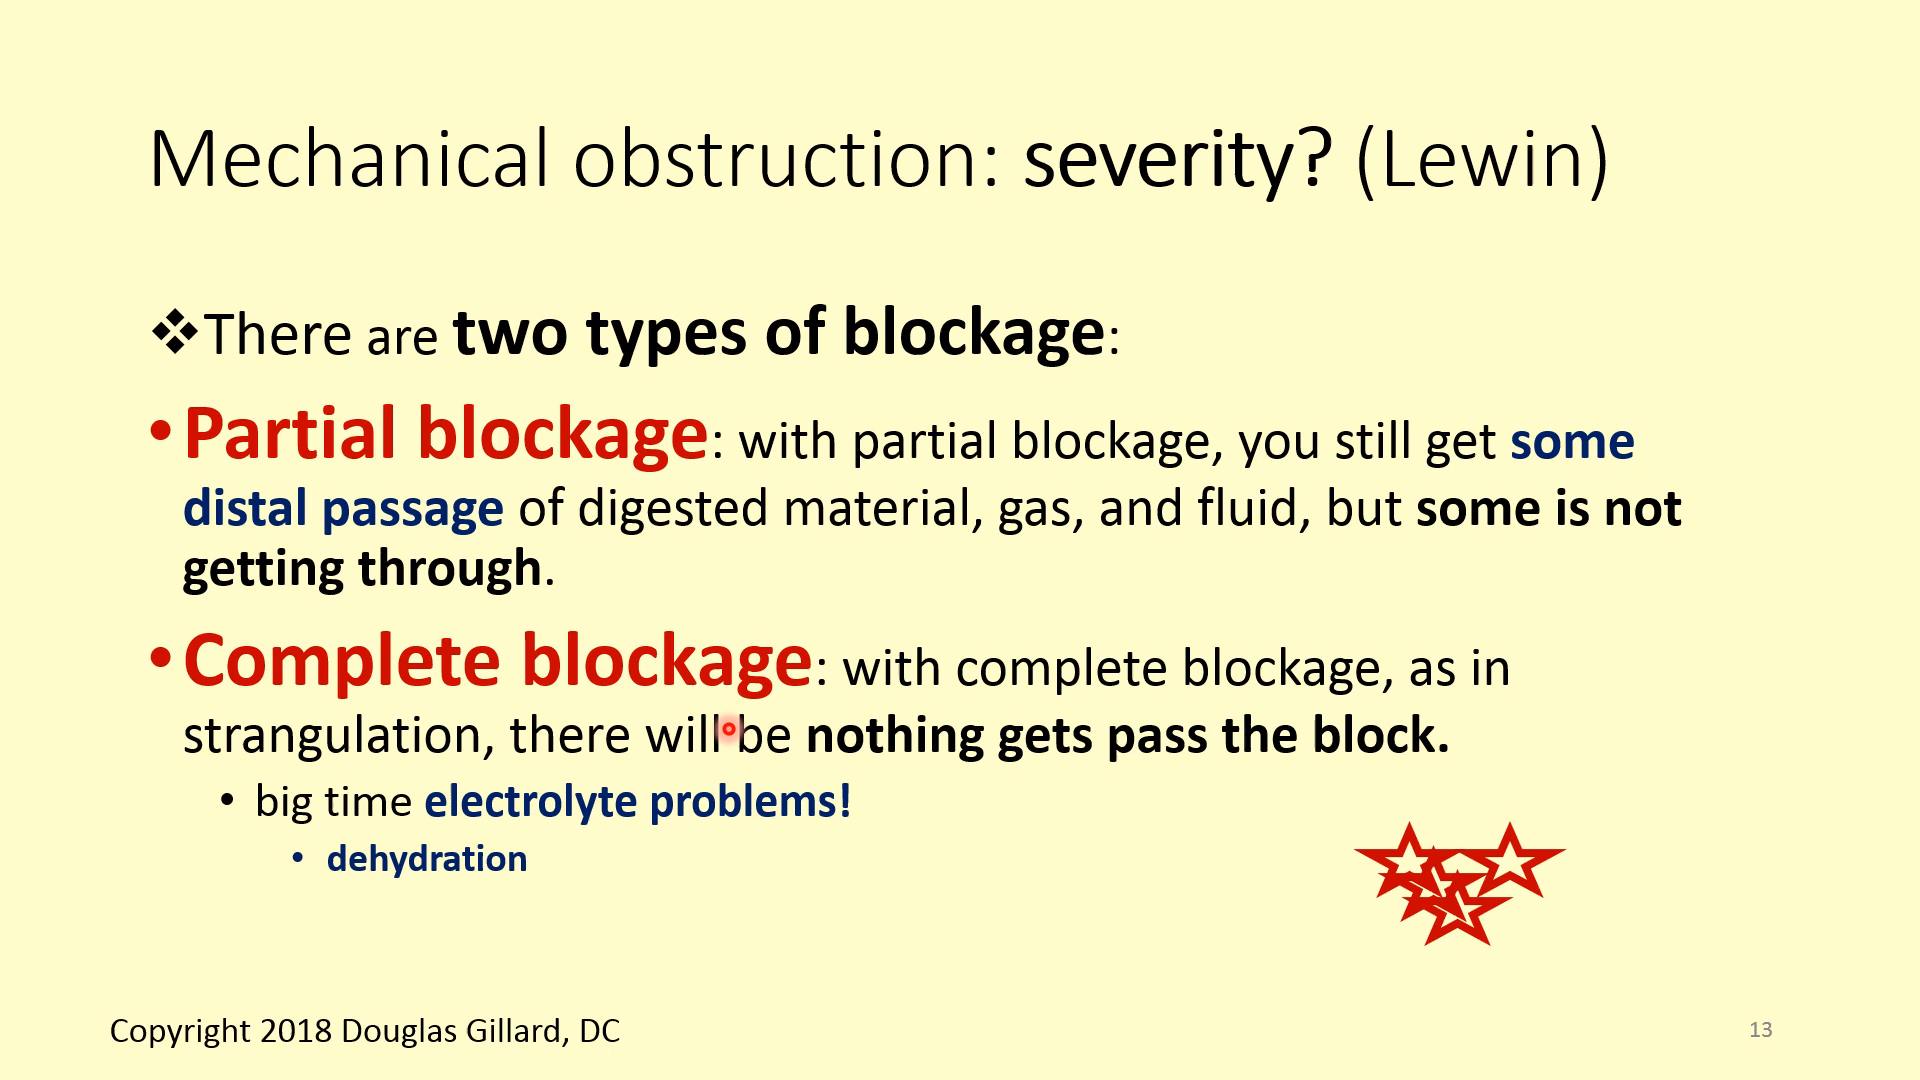 Mechanical obstruction: severity? (Lewin)
❖There are two types of blockage:
•Partial blockage: with partial blockage, you still get some
distal passage of digested material, gas, and fluid, but some is not
getting through.
•Complete blockage: with complete blockage, as in
strangulation, there will be nothing gets pass the block.
• big time electrolyte problems!
• dehydration
Copyright 2018 Douglas Gillard, DC
13